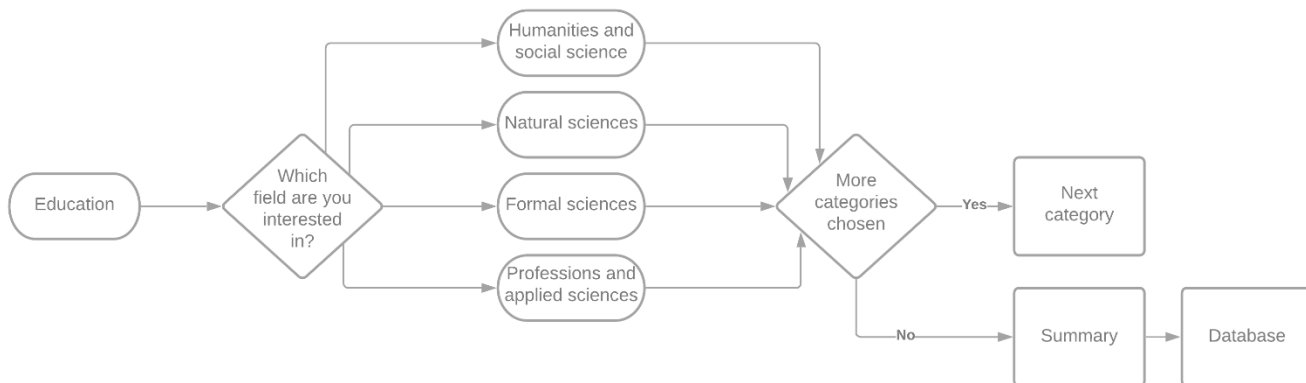 Education
Which
field are you
interested
in?
Humanities and
social science
Natural sciences
Formal sciences
Professions and
applied sciences
More
categories
chosen
Yes
Next
category
No
Summary
Database